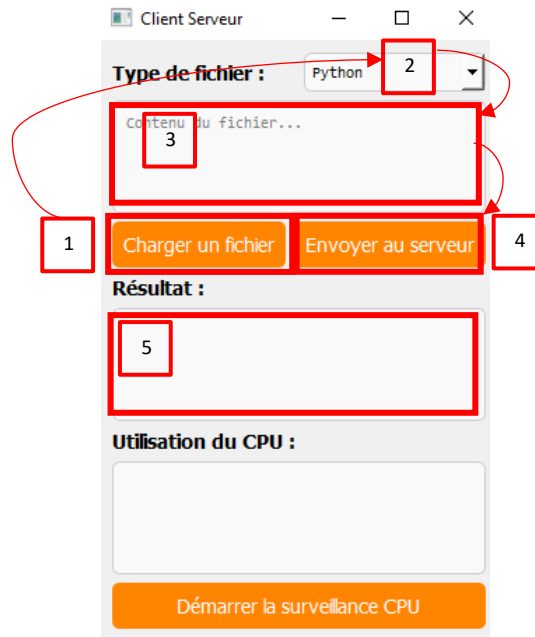 Client Serveur
Type de fichier : Python 2
Contenu du fichier...
3
1 Charger un fichier Envoyer au serveur 4
Résultat :
5
Utilisation du CPU :
Démarrer la surveillance CPU